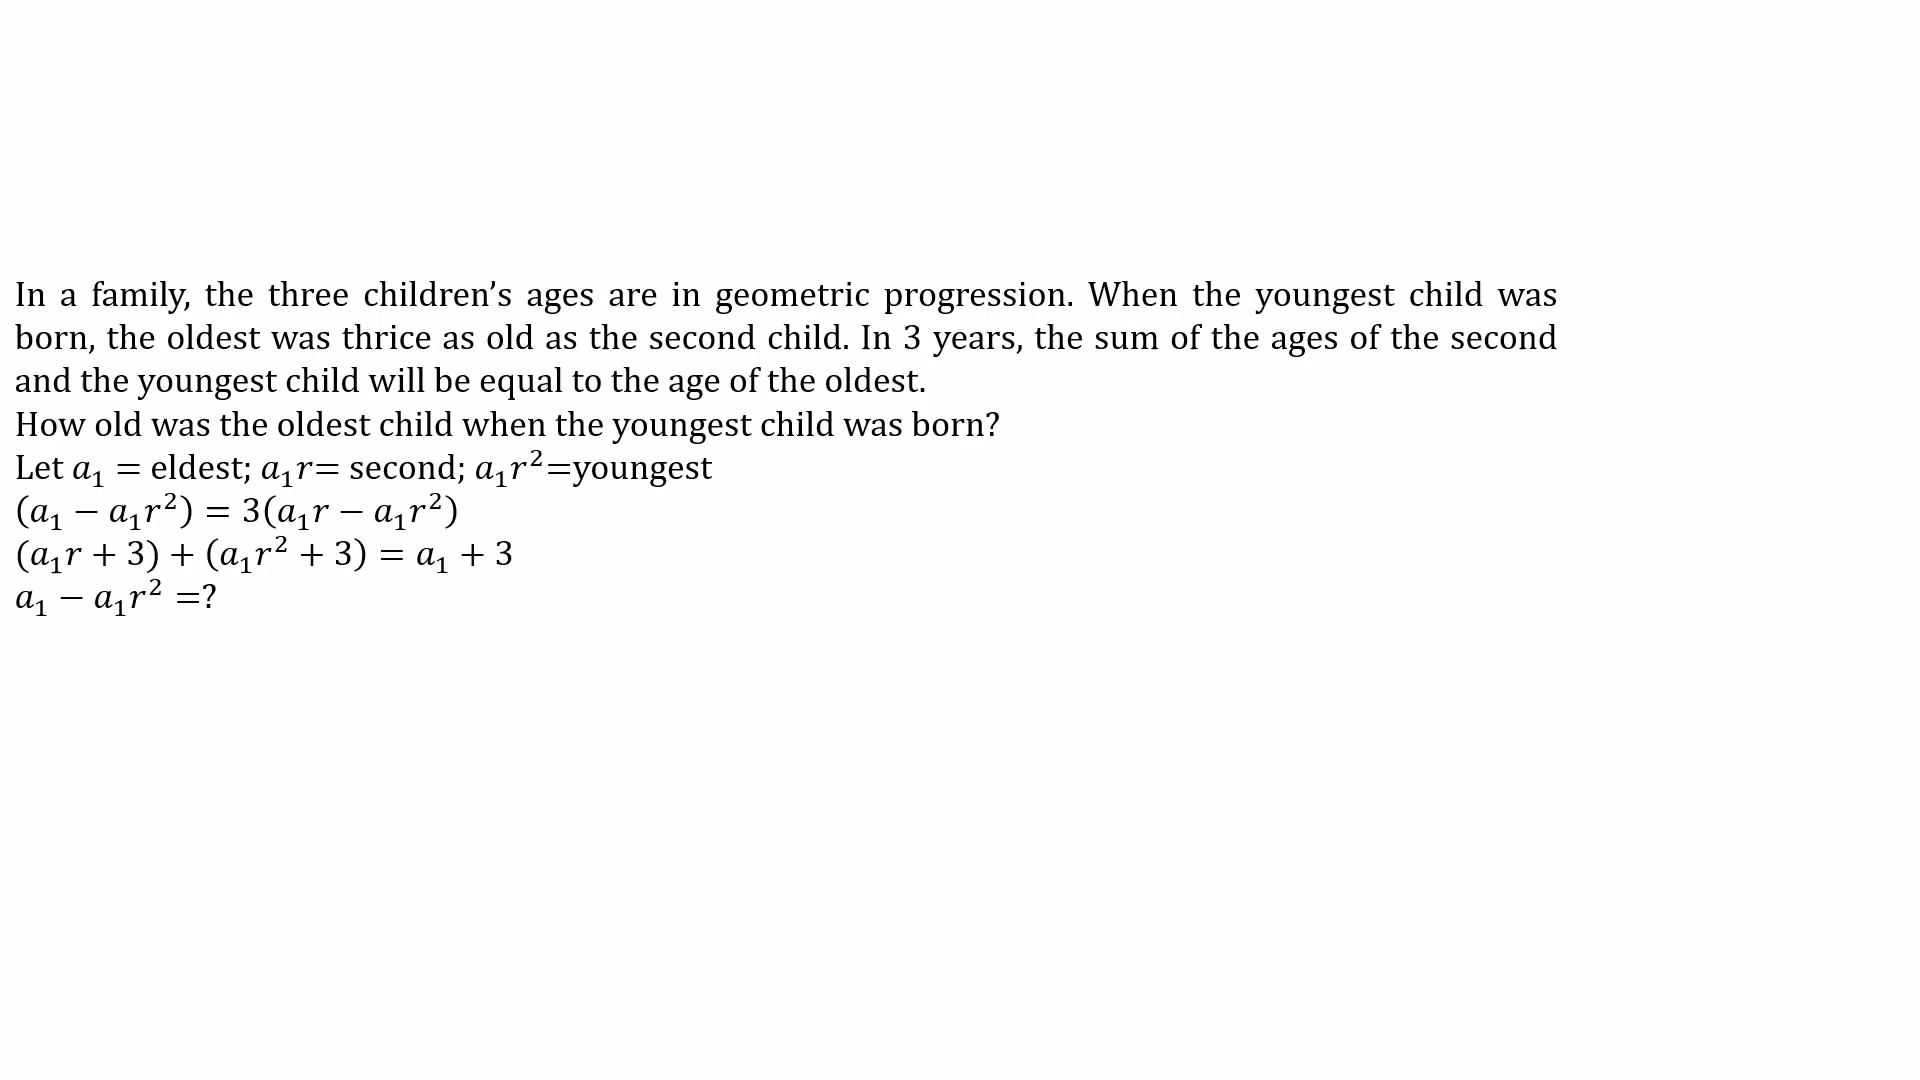 In a family, the three children’s ages are in geometric progression. When the youngest child was
born, the oldest was thrice as old as the second child. In 3 years, the sum of the ages of the second
and the youngest child will be equal to the age of the oldest.
How old was the oldest child when the youngest child was born?
Let a₁ = eldest; a₁r= second; a₁r²=youngest
(a₁ − a₁r²) = 3(a₁r − a₁r²)
(a₁r + 3) + (a₁r² + 3) = a₁ + 3
a₁ − a₁r² =?